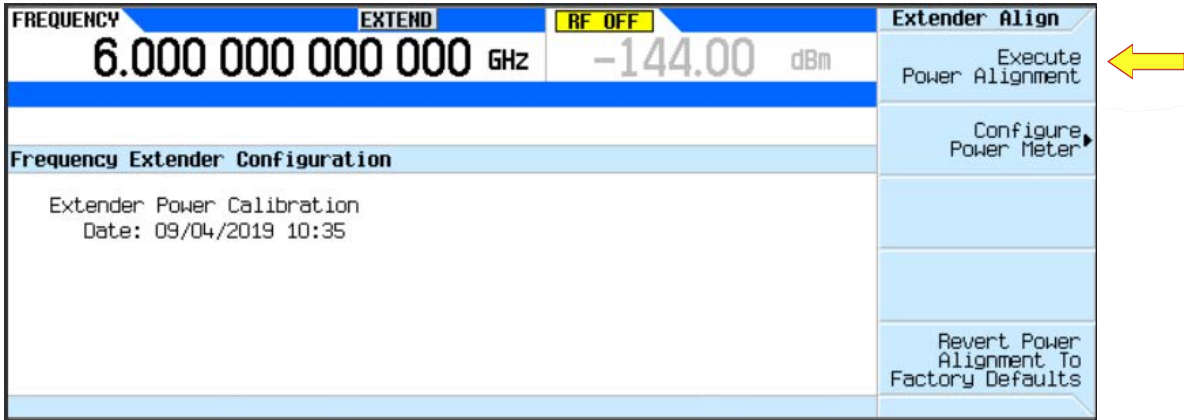 FREQUENCY EXTEND RF OFF
6.000 000 000 000 GHz -144.00 dBm
Frequency Extender Configuration
Extender Power Calibration
Date: 09/04/2019 10:35
Extender Align
Execute
Power Alignment
Configure
Power Meter
Revert Power
Alignment To
Factory Defaults